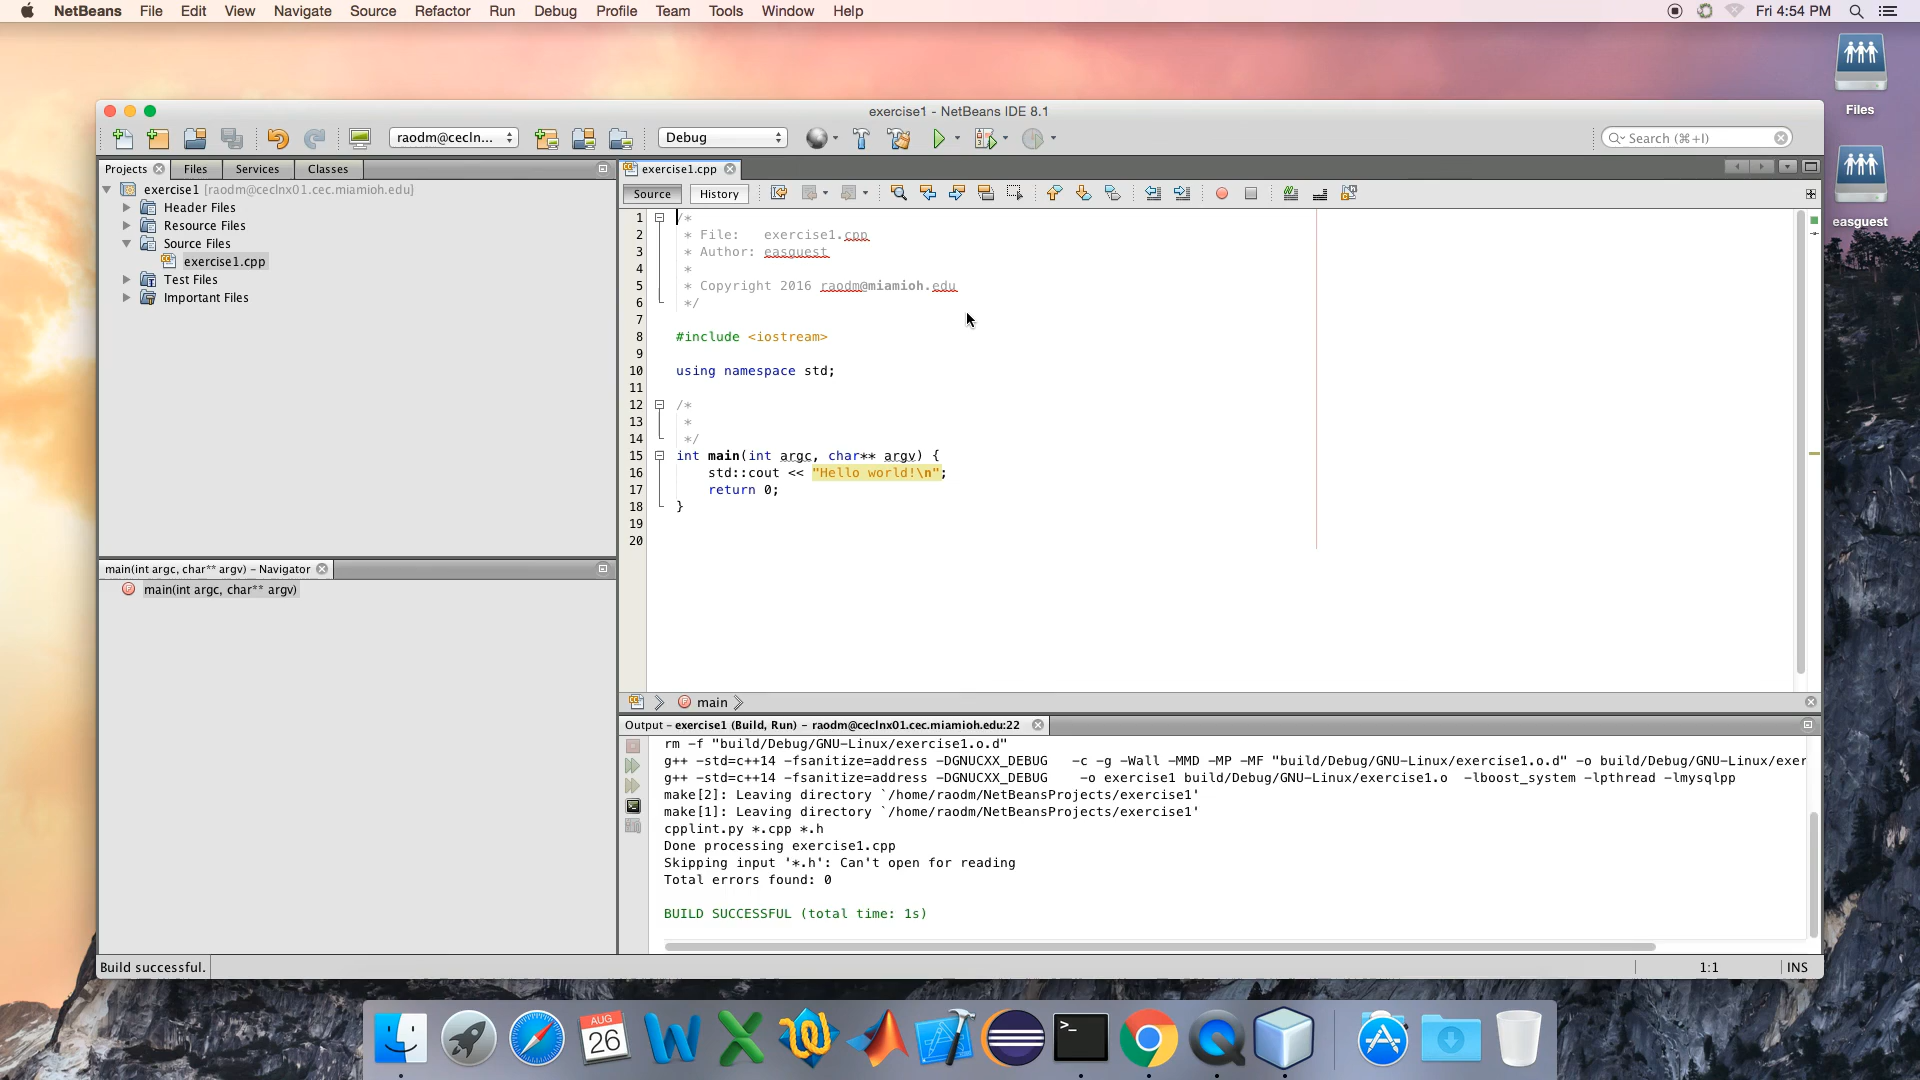 NetBeans File Edit View Navigate Source Refactor Run Debug Profile Team Tools Window Help Fri 4:54 PM
Files
easguest
exercise1 - NetBeans IDE 8.1
raodm@cecln... Debug Search (⌘+I)
Projects Files Services Classes
exercise1 [raodm@ceclnx01.cec.miamioh.edu]
Header Files
Resource Files
Source Files
exercise1.cpp
Test Files
Important Files
main(int argc, char** argv) - Navigator
main(int argc, char** argv)
exercise1.cpp
Source History
1 /*
2 * File: exercise1.cpp
3 * Author: easguest
4 *
5 * Copyright 2016 raodm@miamioh.edu
6 */
7
8 #include <iostream>
9
10 using namespace std;
11
12 /*
13 *
14 */
15 int main(int argc, char** argv) {
16 std::cout << "Hello world!\n";
17 return 0;
18 }
19
20
main
Output - exercise1 (Build, Run) - raodm@ceclnx01.cec.miamioh.edu:22
rm -f "build/Debug/GNU-Linux/exercise1.o.d"
g++ -std=c++14 -fsanitize=address -DGNUCXX_DEBUG -c -g -Wall -MMD -MP -MF "build/Debug/GNU-Linux/exercise1.o.d" -o build/Debug/GNU-Linux/exer
g++ -std=c++14 -fsanitize=address -DGNUCXX_DEBUG -o exercise1 build/Debug/GNU-Linux/exercise1.o -lboost_system -lpthread -lmysqlpp
make[2]: Leaving directory `/home/raodm/NetBeansProjects/exercise1'
make[1]: Leaving directory `/home/raodm/NetBeansProjects/exercise1'
cpplint.py *.cpp *.h
Done processing exercise1.cpp
Skipping input '*.h': Can't open for reading
Total errors found: 0
BUILD SUCCESSFUL (total time: 1s)
Build successful. 1:1 INS
AUG
26